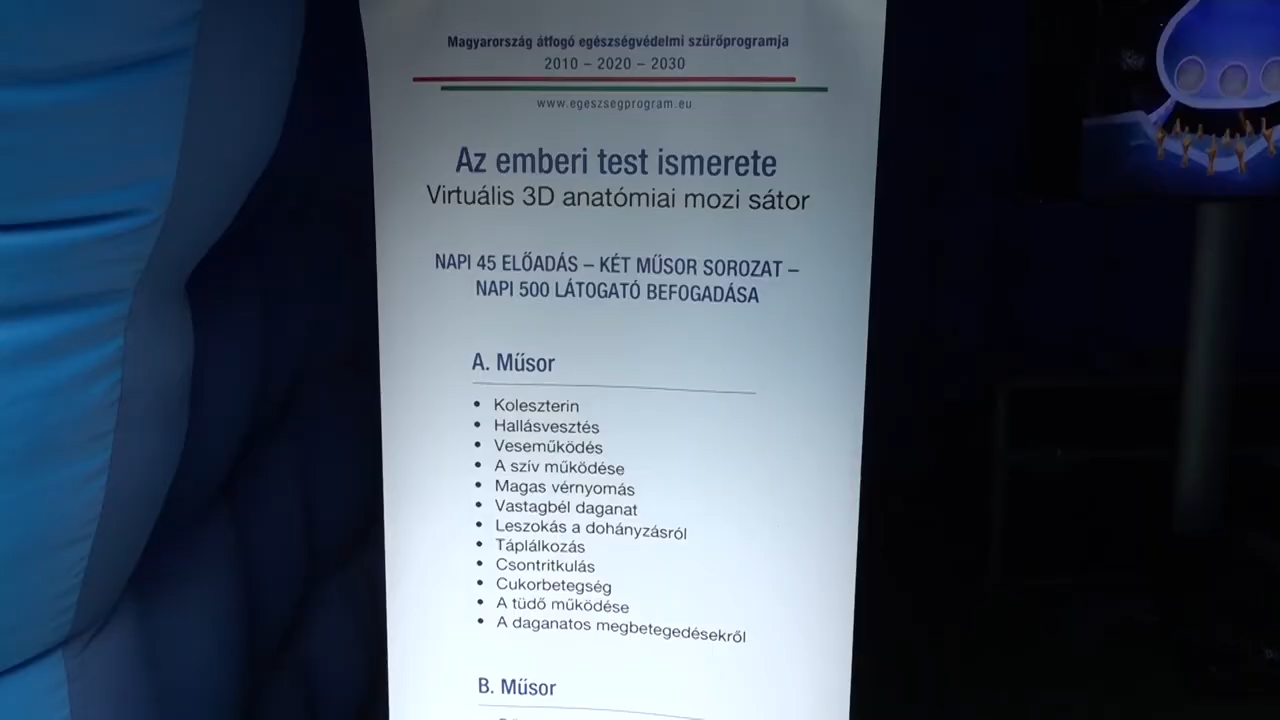 Magyarország átfogó egészségvédelmi szűrőprogramja
2010 – 2020 – 2030
www.egeszsegprogram.eu
Az emberi test ismerete
Virtuális 3D anatómiai mozi sátor
NAPI 45 ELŐADÁS – KÉT MŰSOR SOROZAT –
NAPI 500 LÁTOGATÓ BEFOGADÁSA
A. Műsor
• Koleszterin
• Hallásvesztés
• Veseműködés
• A szív működése
• Magas vérnyomás
• Vastagbél daganat
• Leszokás a dohányzásról
• Táplálkozás
• Csontritkulás
• Cukorbetegség
• A tüdő működése
• A daganatos megbetegedésekről
B. Műsor